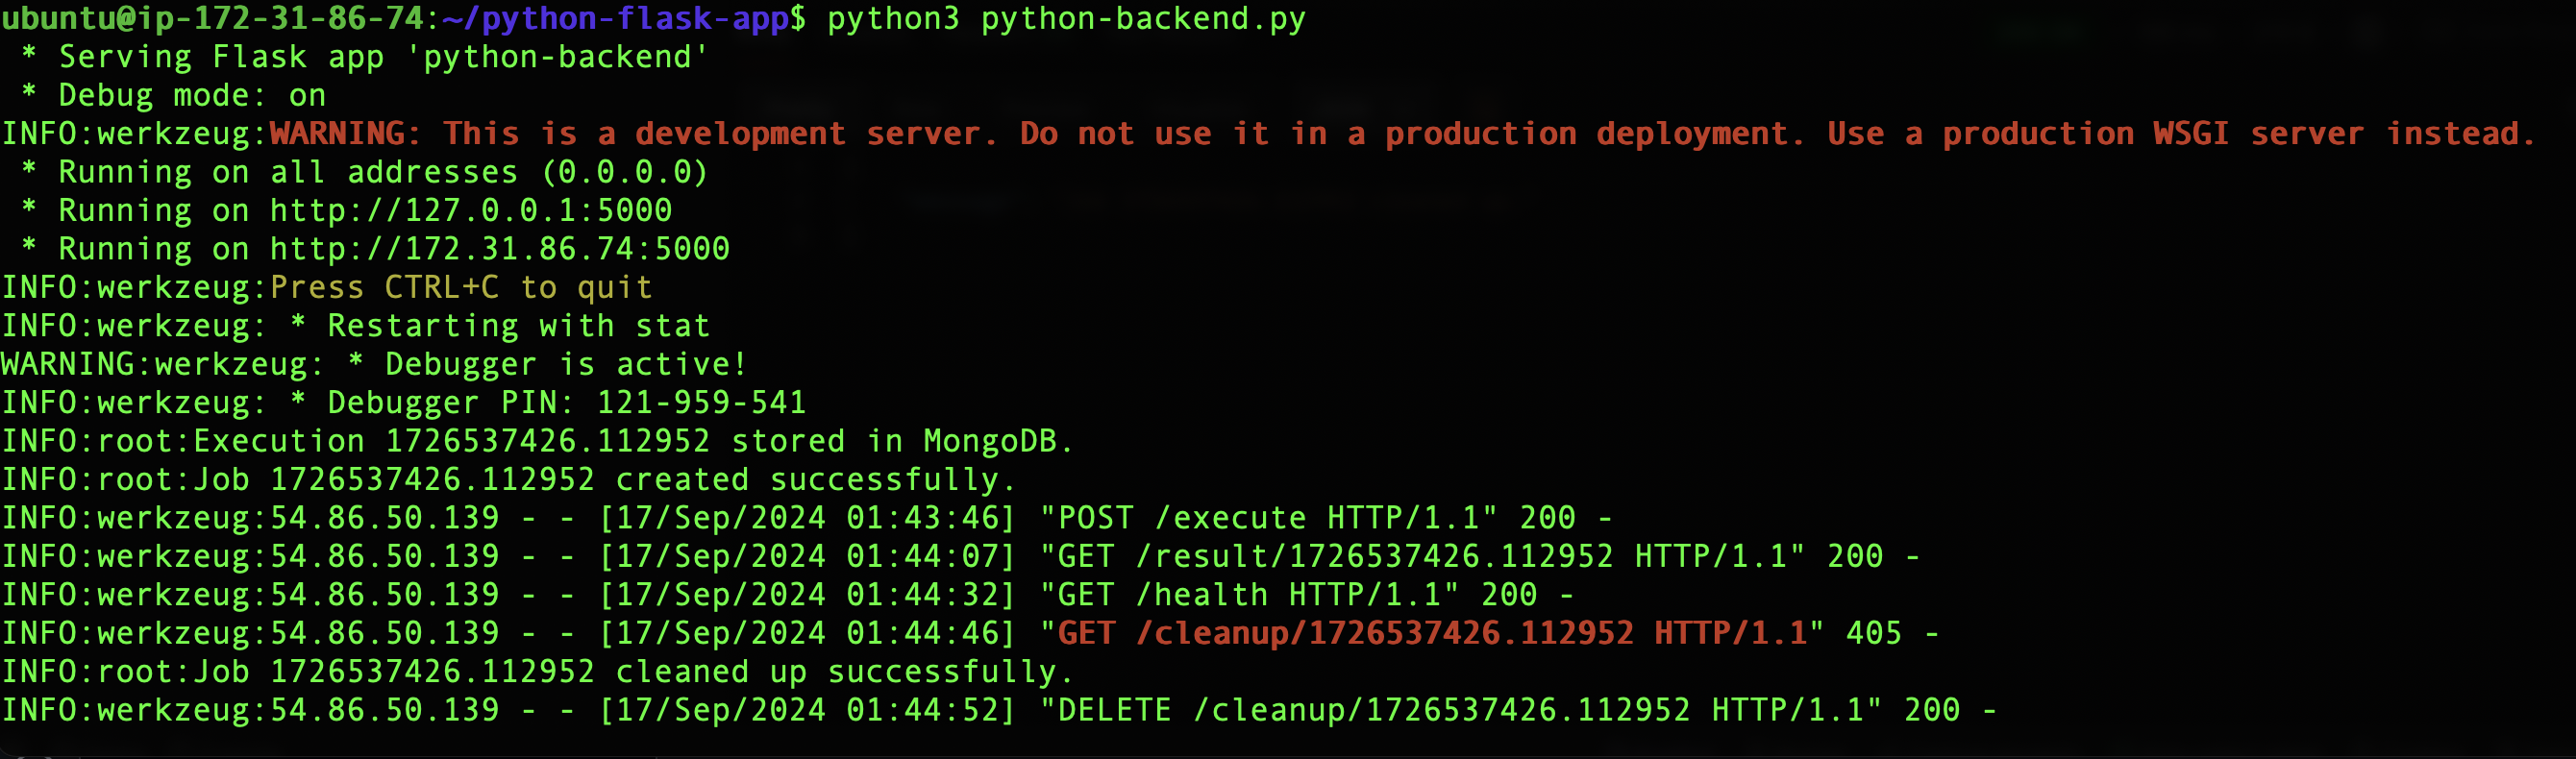 ubuntu@ip-172-31-86-74:~/python-flask-app$ python3 python-backend.py
 * Serving Flask app 'python-backend'
 * Debug mode: on
INFO:werkzeug:WARNING: This is a development server. Do not use it in a production deployment. Use a production WSGI server instead.
 * Running on all addresses (0.0.0.0)
 * Running on http://127.0.0.1:5000
 * Running on http://172.31.86.74:5000
INFO:werkzeug:Press CTRL+C to quit
INFO:werkzeug: * Restarting with stat
WARNING:werkzeug: * Debugger is active!
INFO:werkzeug: * Debugger PIN: 121-959-541
INFO:root:Execution 1726537426.112952 stored in MongoDB.
INFO:root:Job 1726537426.112952 created successfully.
INFO:werkzeug:54.86.50.139 - - [17/Sep/2024 01:43:46] "POST /execute HTTP/1.1" 200 -
INFO:werkzeug:54.86.50.139 - - [17/Sep/2024 01:44:07] "GET /result/1726537426.112952 HTTP/1.1" 200 -
INFO:werkzeug:54.86.50.139 - - [17/Sep/2024 01:44:32] "GET /health HTTP/1.1" 200 -
INFO:werkzeug:54.86.50.139 - - [17/Sep/2024 01:44:46] "GET /cleanup/1726537426.112952 HTTP/1.1" 405 -
INFO:root:Job 1726537426.112952 cleaned up successfully.
INFO:werkzeug:54.86.50.139 - - [17/Sep/2024 01:44:52] "DELETE /cleanup/1726537426.112952 HTTP/1.1" 200 -